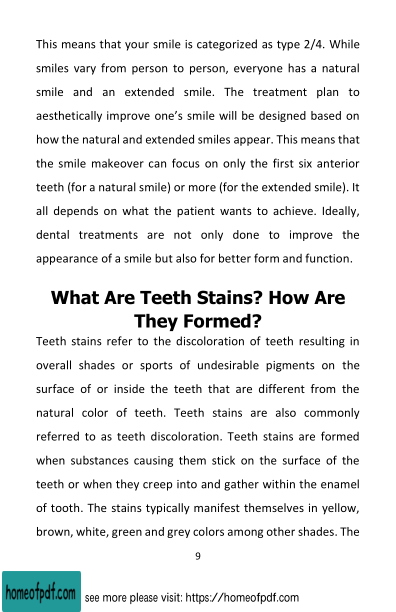 This means that your smile is categorized as type 2/4. While
smiles vary from person to person, everyone has a natural
smile and an extended smile. The treatment plan to
aesthetically improve one’s smile will be designed based on
how the natural and extended smiles appear. This means that
the smile makeover can focus on only the first six anterior
teeth (for a natural smile) or more (for the extended smile). It
all depends on what the patient wants to achieve. Ideally,
dental treatments are not only done to improve the
appearance of a smile but also for better form and function.
What Are Teeth Stains? How Are
They Formed?
Teeth stains refer to the discoloration of teeth resulting in
overall shades or sports of undesirable pigments on the
surface of or inside the teeth that are different from the
natural color of teeth. Teeth stains are also commonly
referred to as teeth discoloration. Teeth stains are formed
when substances causing them stick on the surface of the
teeth or when they creep into and gather within the enamel
of tooth. The stains typically manifest themselves in yellow,
brown, white, green and grey colors among other shades. The
9
homeofpdf.com
see more please visit: https://homeofpdf.com